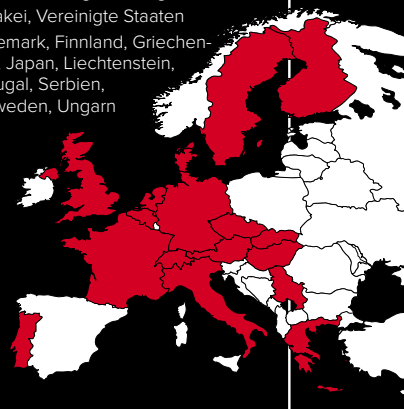 akei, Vereinigte Staaten
emark, Finnland, Griechen-
, Japan, Liechtenstein,
ugal, Serbien,
weden, Ungarn